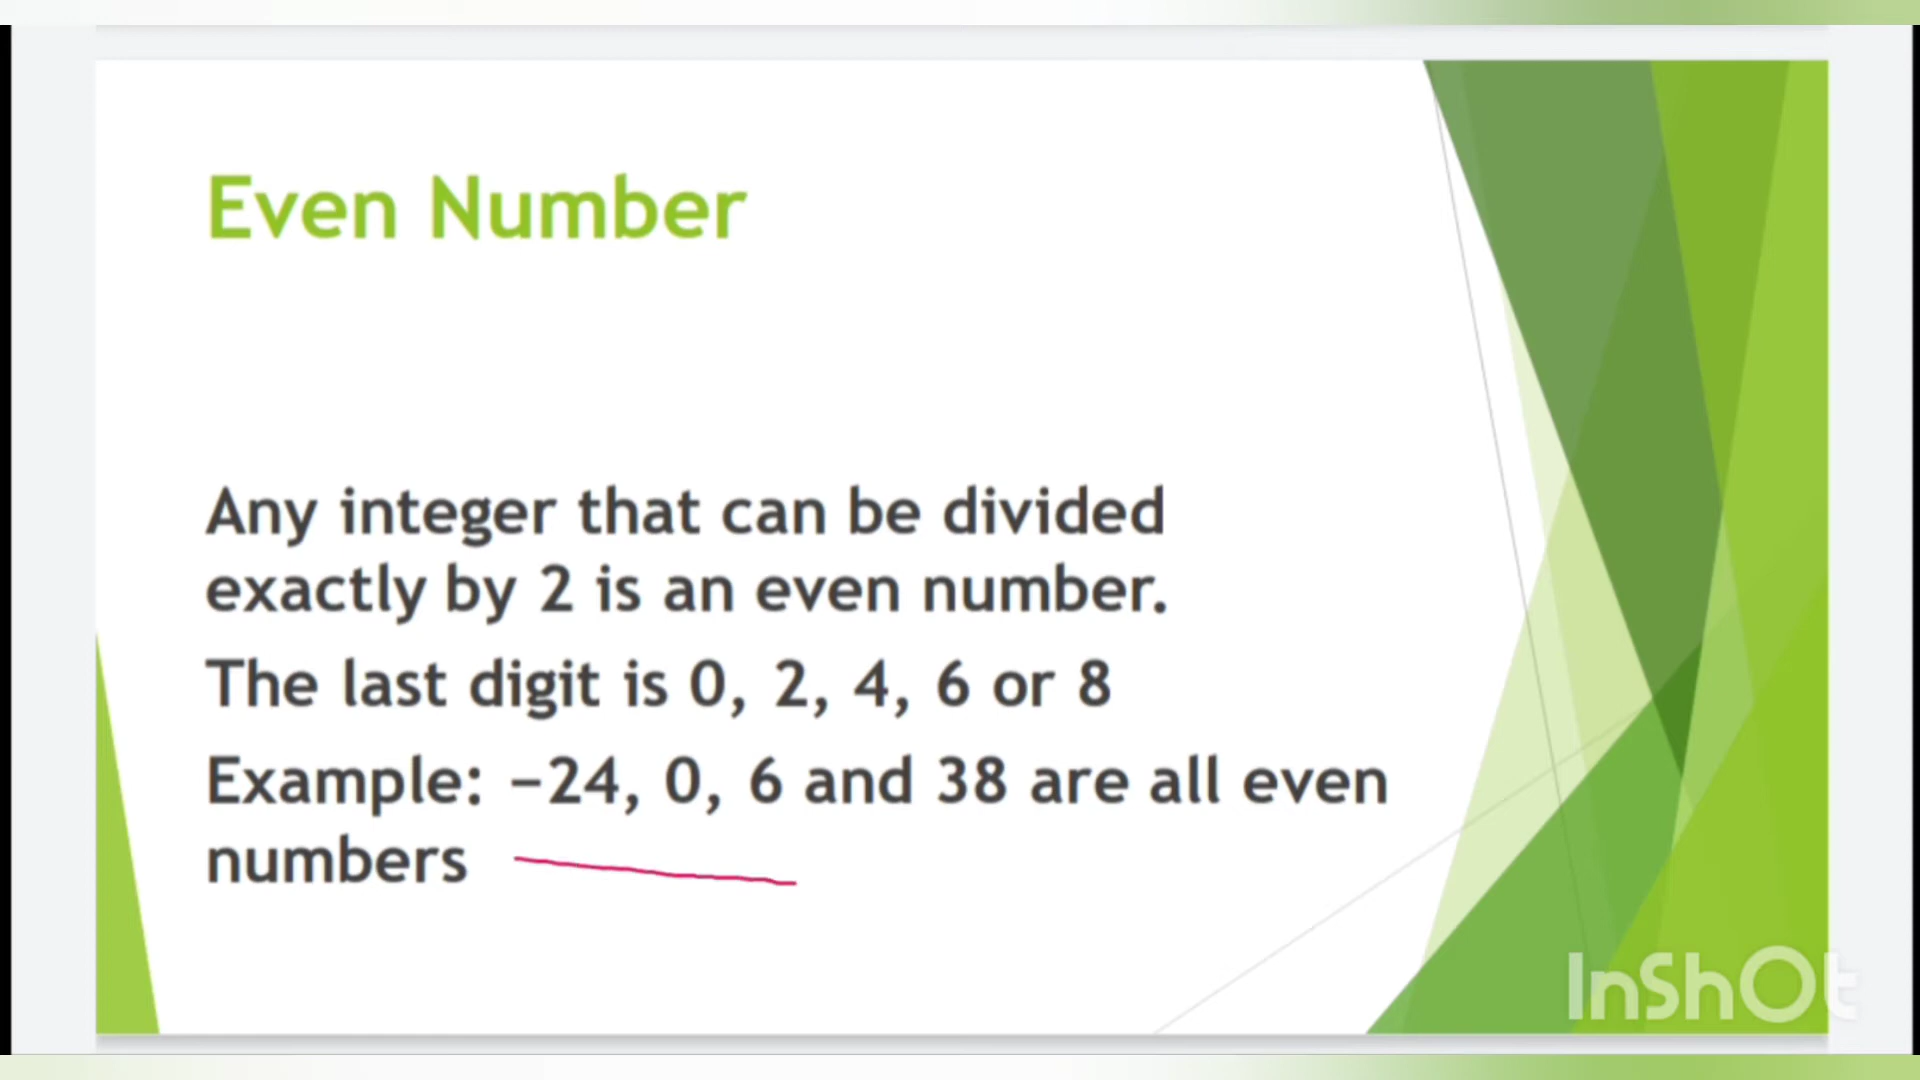 Even Number
Any integer that can be divided
exactly by 2 is an even number.
The last digit is 0, 2, 4, 6 or 8
Example: −24, 0, 6 and 38 are all even
numbers
InShOt